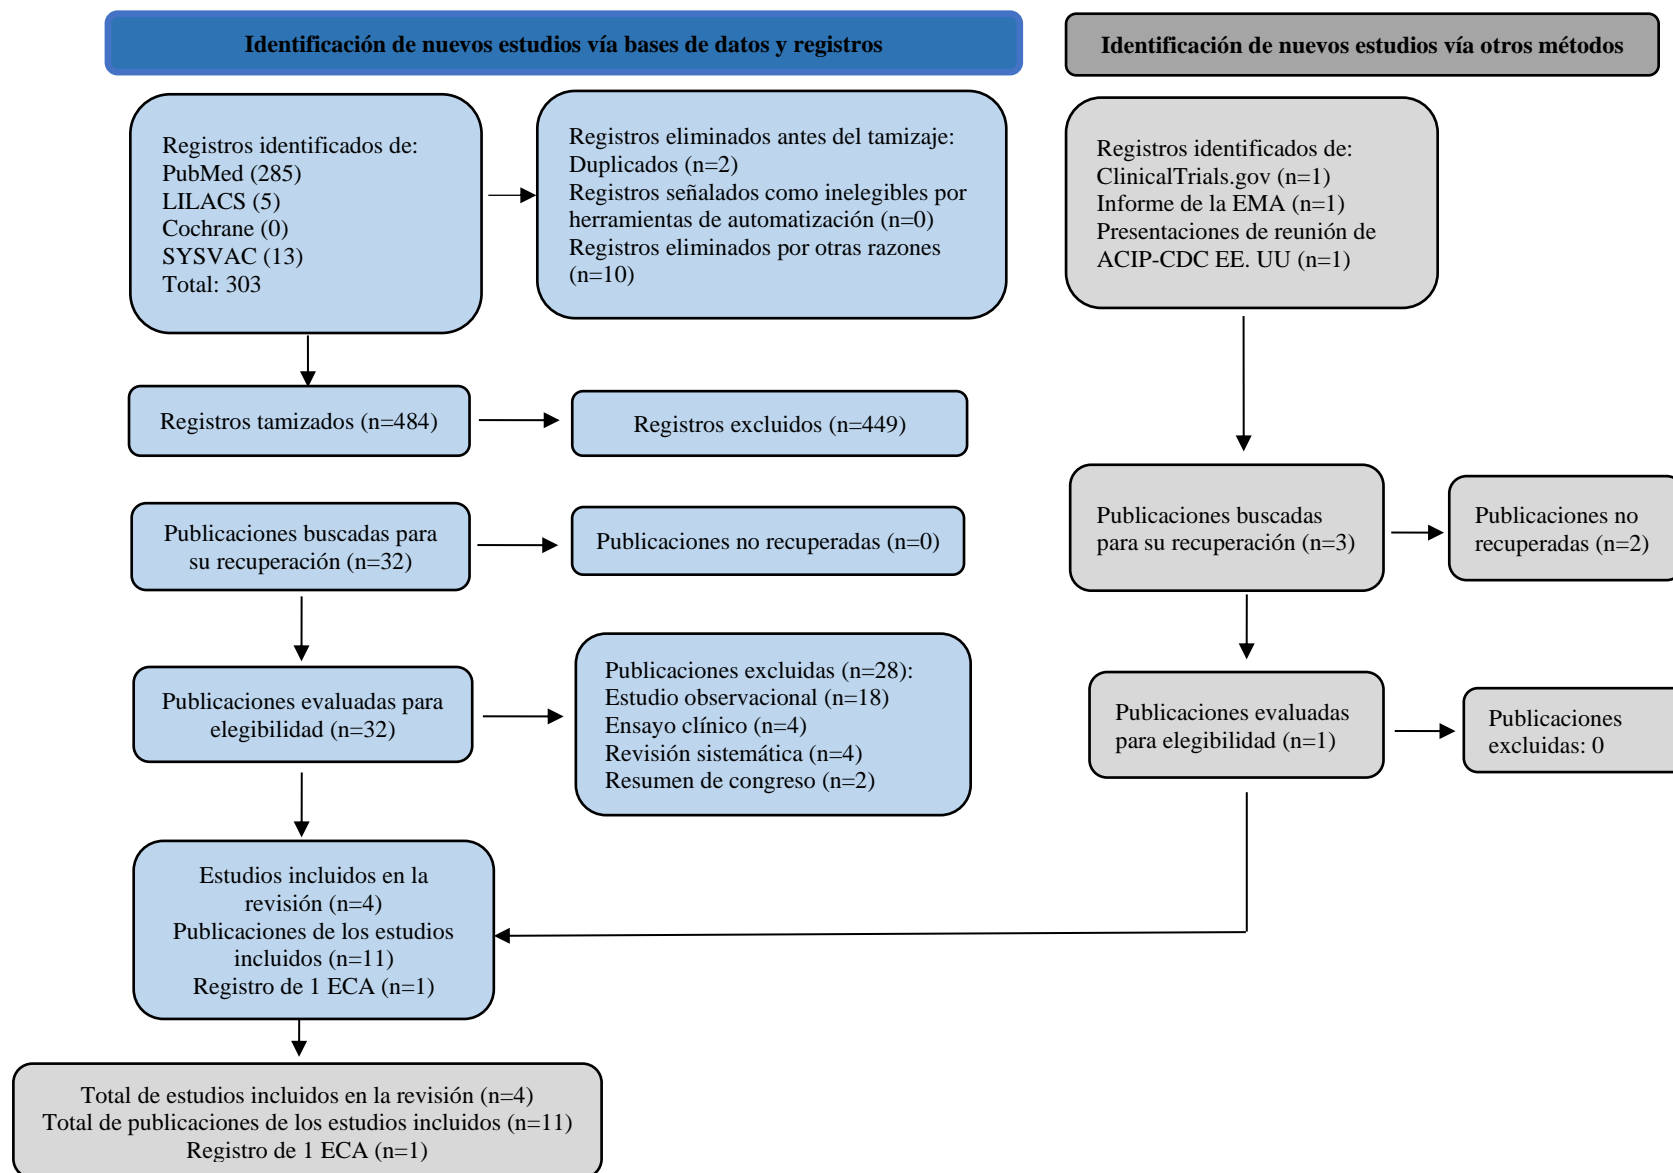 Identificación de nuevos estudios vía bases de datos y registros
Identificación de nuevos estudios vía otros métodos
Registros identificados de:
PubMed (285)
LILACS (5)
Cochrane (0)
SYSVAC (13)
Total: 303
Registros eliminados antes del tamizaje:
Duplicados (n=2)
Registros señalados como inelegibles por
herramientas de automatización (n=0)
Registros eliminados por otras razones
(n=10)
Registros identificados de:
ClinicalTrials.gov (n=1)
Informe de la EMA (n=1)
Presentaciones de reunión de
ACIP-CDC EE. UU (n=1)
Registros tamizados (n=484)
Registros excluidos (n=449)
Publicaciones buscadas para
su recuperación (n=32)
Publicaciones no recuperadas (n=0)
Publicaciones buscadas
para su recuperación (n=3)
Publicaciones no
recuperadas (n=2)
Publicaciones evaluadas para
elegibilidad (n=32)
Publicaciones excluidas (n=28):
Estudio observacional (n=18)
Ensayo clínico (n=4)
Revisión sistemática (n=4)
Resumen de congreso (n=2)
Publicaciones evaluadas
para elegibilidad (n=1)
Publicaciones
excluidas: 0
Estudios incluidos en la
revisión (n=4)
Publicaciones de los estudios
incluidos (n=11)
Registro de 1 ECA (n=1)
Total de estudios incluidos en la revisión (n=4)
Total de publicaciones de los estudios incluidos (n=11)
Registro de 1 ECA (n=1)